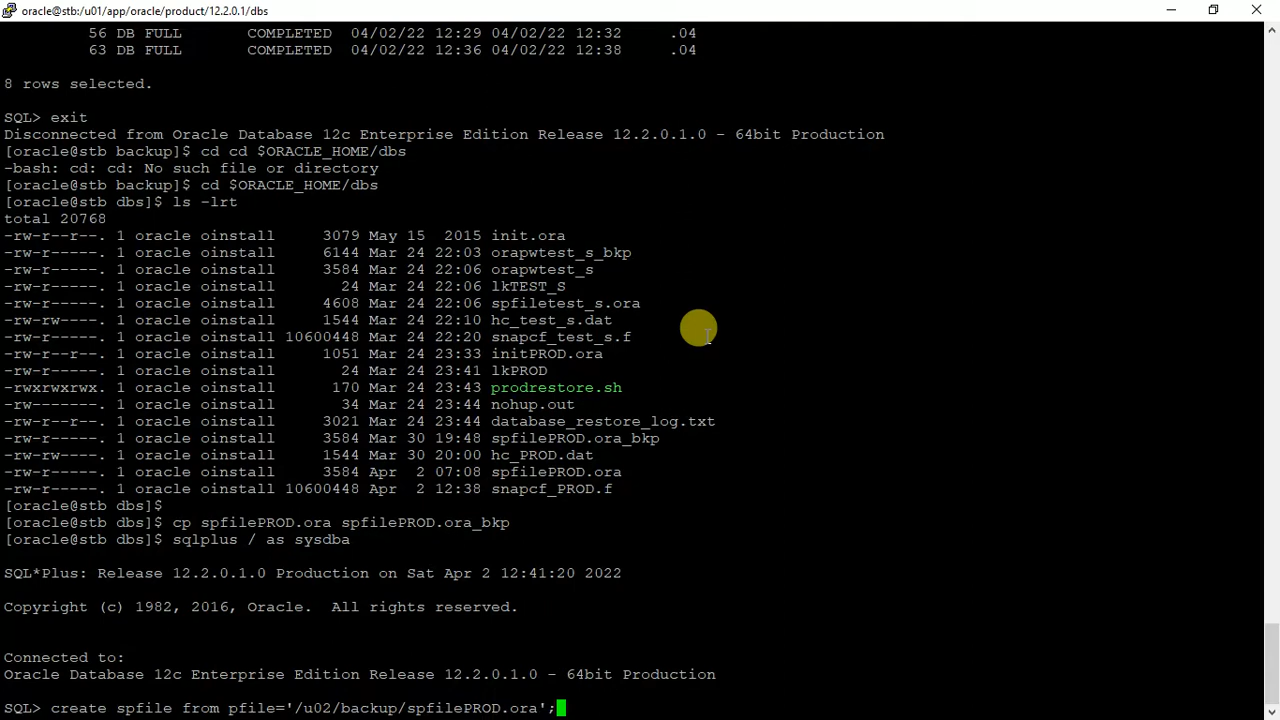 oracle@stb:/u01/app/oracle/product/12.2.0.1/dbs
56 DB FULL COMPLETED 04/02/22 12:29 04/02/22 12:32 .04
63 DB FULL COMPLETED 04/02/22 12:36 04/02/22 12:38 .04
8 rows selected.
SQL> exit
Disconnected from Oracle Database 12c Enterprise Edition Release 12.2.0.1.0 - 64bit Production
[oracle@stb backup]$ cd cd $ORACLE_HOME/dbs
-bash: cd: cd: No such file or directory
[oracle@stb backup]$ cd $ORACLE_HOME/dbs
[oracle@stb dbs]$ ls -lrt
total 20768
-rw-r--r--. 1 oracle oinstall 3079 May 15 2015 init.ora
-rw-r-----. 1 oracle oinstall 6144 Mar 24 22:03 orapwtest_s_bkp
-rw-r-----. 1 oracle oinstall 3584 Mar 24 22:06 orapwtest_s
-rw-r-----. 1 oracle oinstall 24 Mar 24 22:06 lkTEST_S
-rw-r-----. 1 oracle oinstall 4608 Mar 24 22:06 spfiletest_s.ora
-rw-rw----. 1 oracle oinstall 1544 Mar 24 22:10 hc_test_s.dat
-rw-r-----. 1 oracle oinstall 10600448 Mar 24 22:20 snapcf_test_s.f
-rw-r--r--. 1 oracle oinstall 1051 Mar 24 23:33 initPROD.ora
-rw-r-----. 1 oracle oinstall 24 Mar 24 23:41 lkPROD
-rwxrwxrwx. 1 oracle oinstall 170 Mar 24 23:43 prodrestore.sh
-rw-------. 1 oracle oinstall 34 Mar 24 23:44 nohup.out
-rw-r--r--. 1 oracle oinstall 3021 Mar 24 23:44 database_restore_log.txt
-rw-r-----. 1 oracle oinstall 3584 Mar 30 19:48 spfilePROD.ora_bkp
-rw-rw----. 1 oracle oinstall 1544 Mar 30 20:00 hc_PROD.dat
-rw-r-----. 1 oracle oinstall 3584 Apr 2 07:08 spfilePROD.ora
-rw-r-----. 1 oracle oinstall 10600448 Apr 2 12:38 snapcf_PROD.f
[oracle@stb dbs]$
[oracle@stb dbs]$ cp spfilePROD.ora spfilePROD.ora_bkp
[oracle@stb dbs]$ sqlplus / as sysdba
SQL*Plus: Release 12.2.0.1.0 Production on Sat Apr 2 12:41:20 2022
Copyright (c) 1982, 2016, Oracle. All rights reserved.
Connected to:
Oracle Database 12c Enterprise Edition Release 12.2.0.1.0 - 64bit Production
SQL> create spfile from pfile='/u02/backup/spfilePROD.ora';